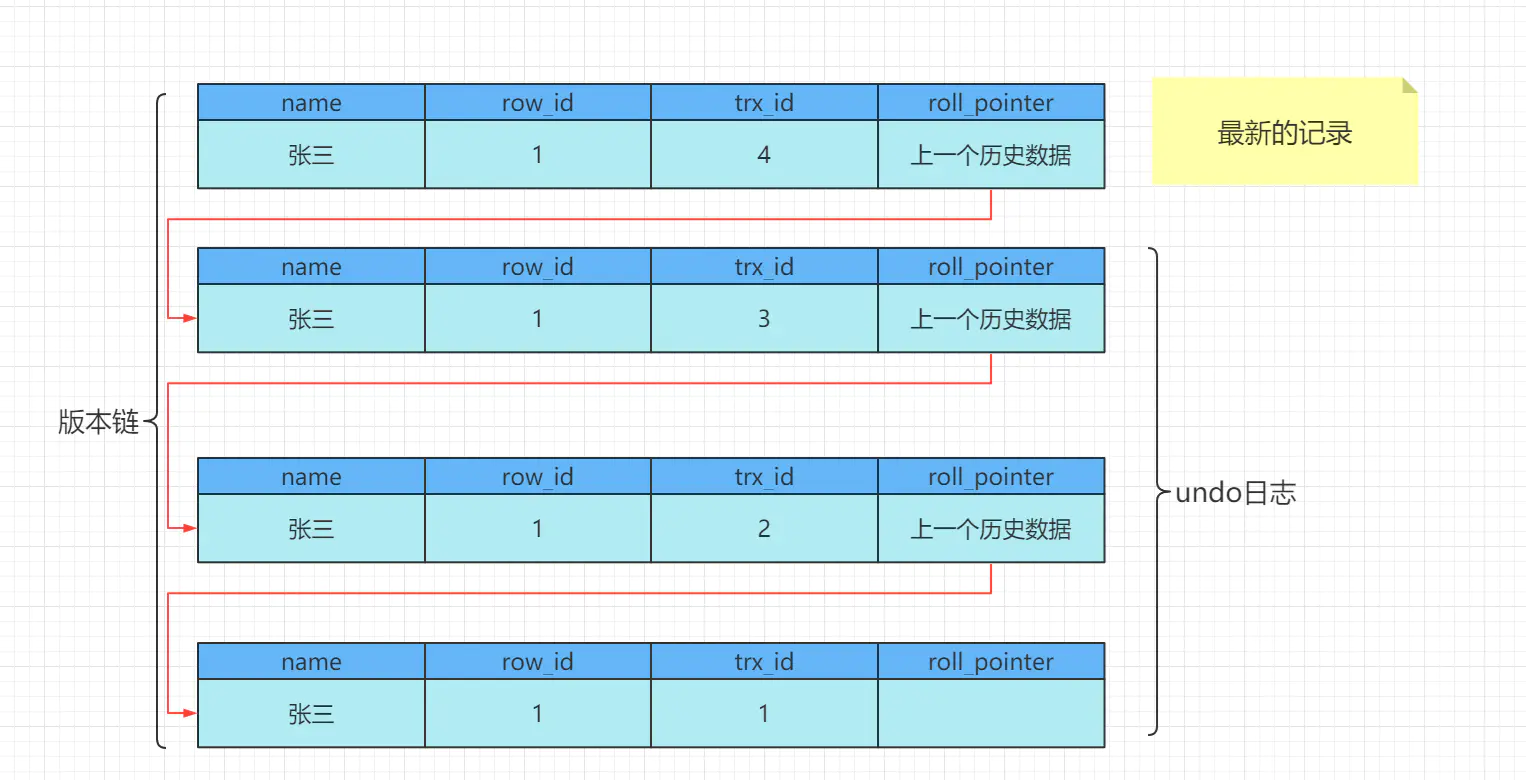 name row_id trx_id roll_pointer
张三 1 4 上一个历史数据
最新的记录
name row_id trx_id roll_pointer
张三 1 3 上一个历史数据
版本链
name row_id trx_id roll_pointer
张三 1 2 上一个历史数据
undo日志
name row_id trx_id roll_pointer
张三 1 1